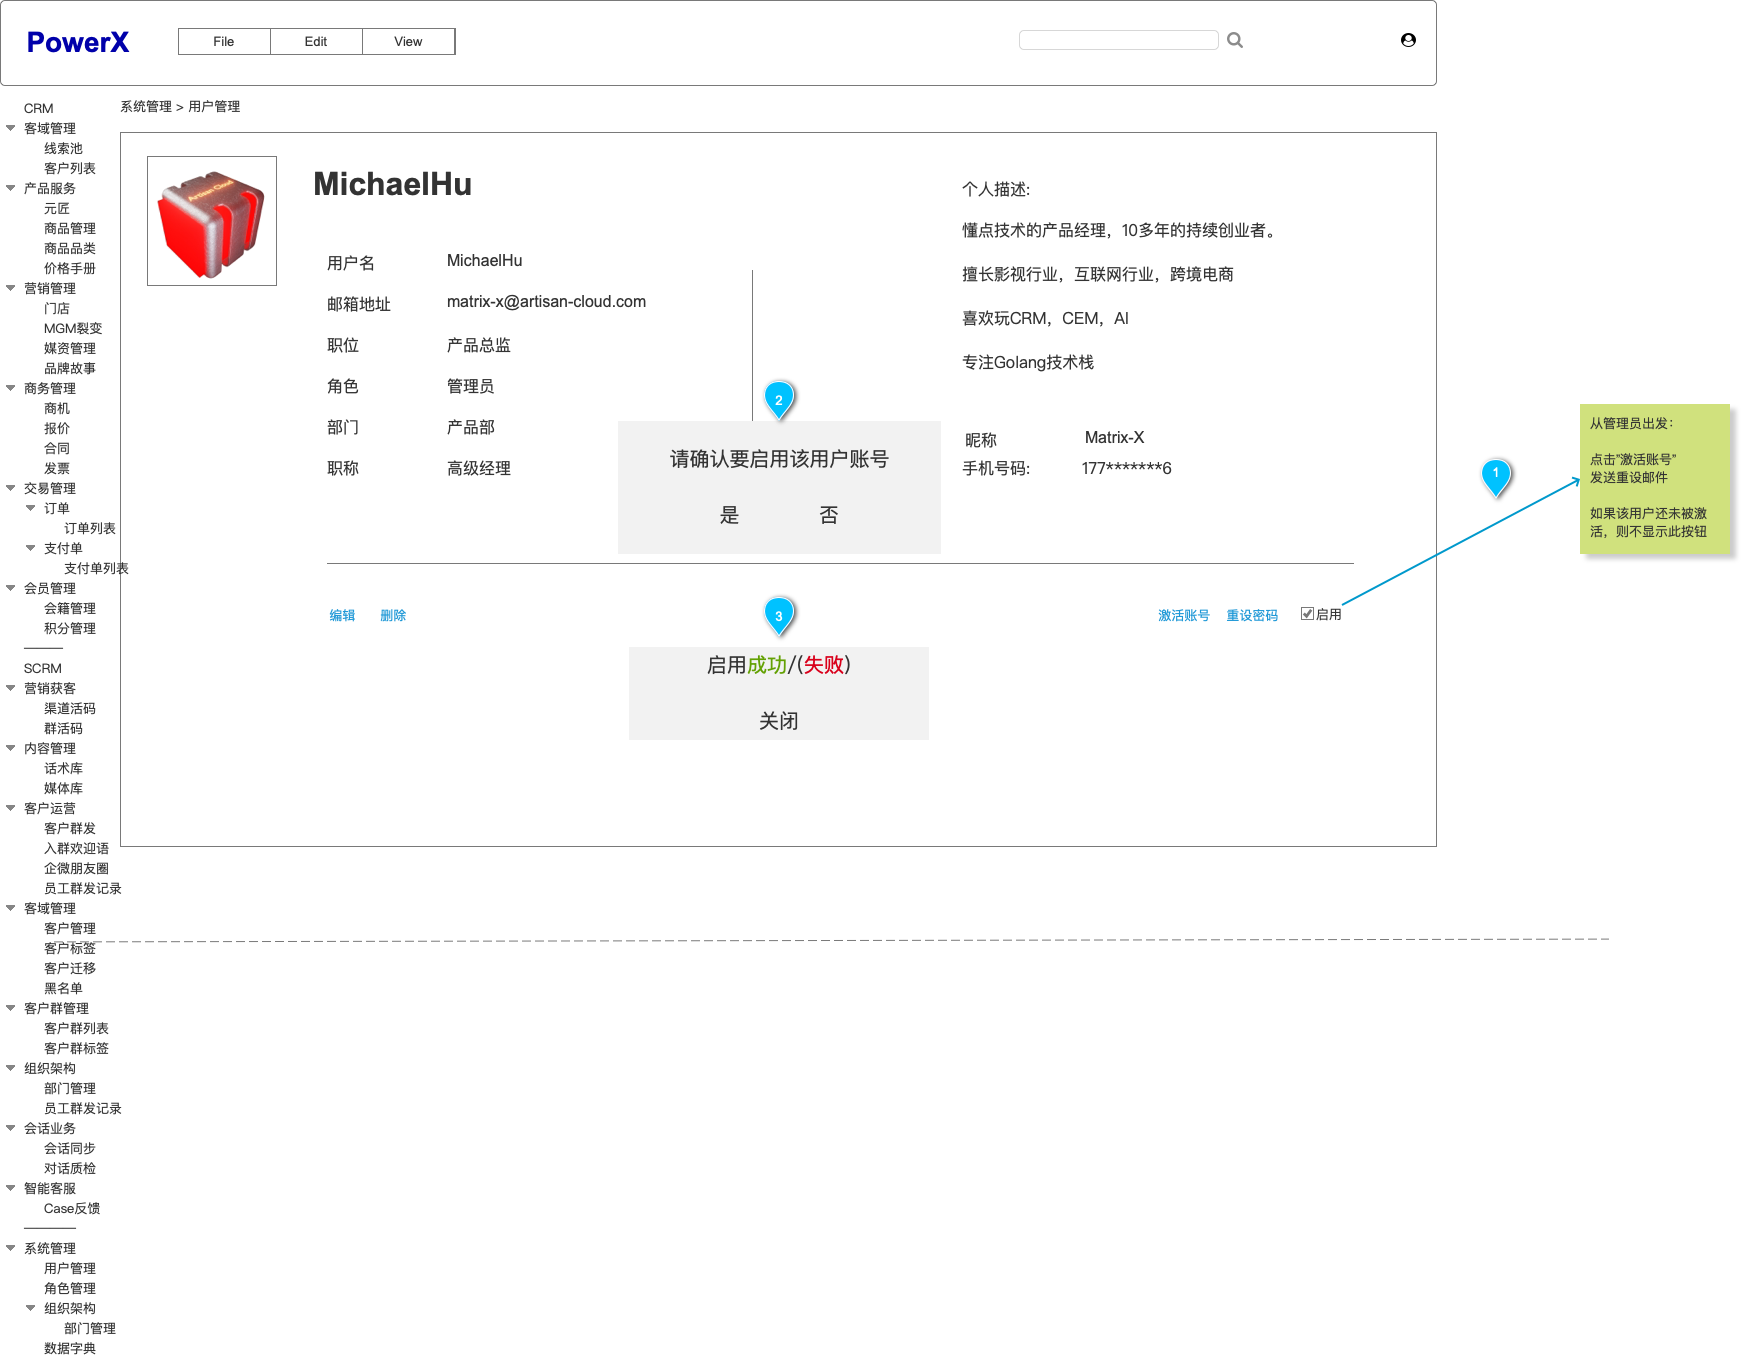 PowerX
File
Edit
View
系统管理 > 用户管理
CRM
客域管理
线索池
客户列表
产品服务
元匠
商品管理
商品品类
价格手册
营销管理
门店
MGM裂变
媒资管理
品牌故事
商务管理
商机
报价
合同
发票
交易管理
订单
订单列表
支付单
支付单列表
会员管理
会籍管理
积分管理
SCRM
营销获客
渠道活码
群活码
内容管理
话术库
媒体库
客户运营
客户群发
入群欢迎语
企微朋友圈
员工群发记录
客域管理
客户管理
客户标签
客户迁移
黑名单
客户群管理
客户群列表
客户群标签
组织架构
部门管理
员工群发记录
会话业务
会话同步
对话质检
智能客服
Case反馈
系统管理
用户管理
角色管理
组织架构
部门管理
数据字典
Artisan Cloud
MichaelHu
用户名 MichaelHu
邮箱地址 matrix-x@artisan-cloud.com
职位 产品总监
角色 管理员
部门 产品部
职称 高级经理
个人描述:
懂点技术的产品经理，10多年的持续创业者。
擅长影视行业，互联网行业，跨境电商
喜欢玩CRM，CEM，AI
专注Golang技术栈
昵称 Matrix-X
手机号码: 177*******6
2
请确认要启用该用户账号
是 否
编辑 删除
激活账号 重设密码 启用
3
启用成功/(失败)
关闭
1
从管理员出发：
点击"激活账号"
发送重设邮件
如果该用户还未被激
活，则不显示此按钮